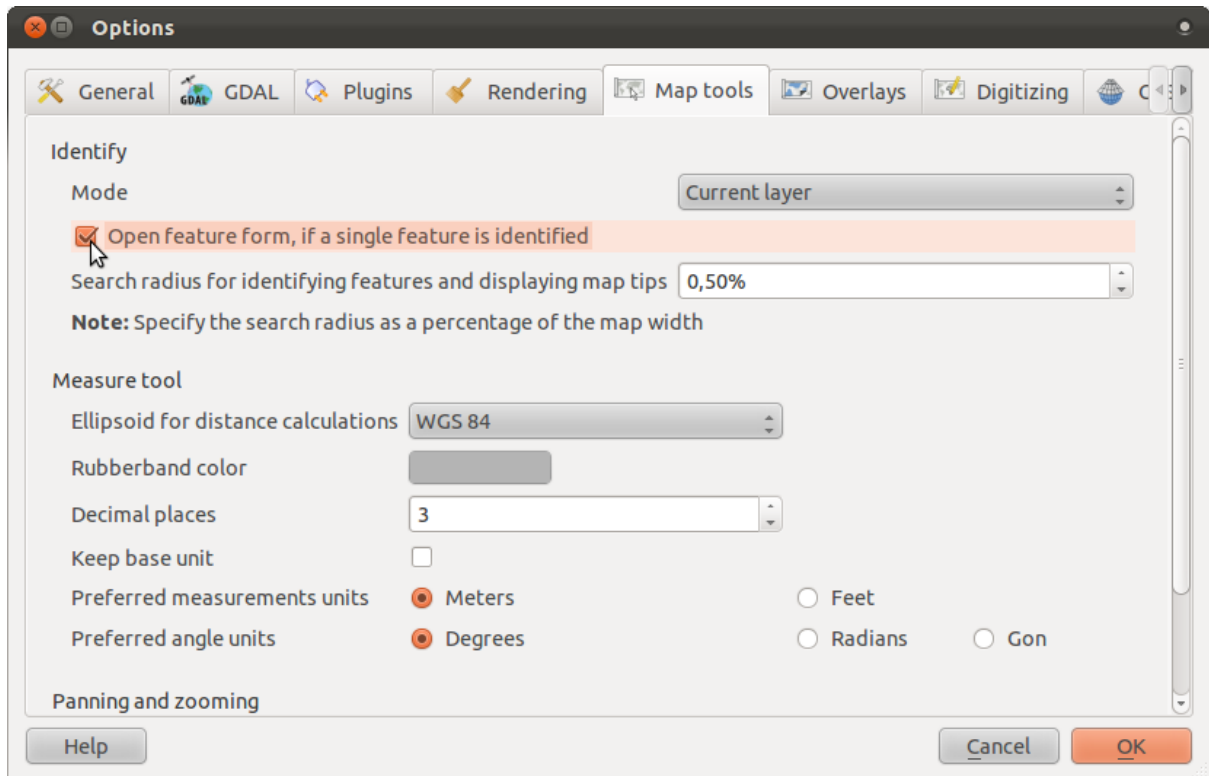 Options
General GDAL Plugins Rendering Map tools Overlays Digitizing
Identify
Mode Current layer
Open feature form, if a single feature is identified
Search radius for identifying features and displaying map tips 0,50%
Note: Specify the search radius as a percentage of the map width
Measure tool
Ellipsoid for distance calculations WGS 84
Rubberband color
Decimal places 3
Keep base unit
Preferred measurements units Meters Feet
Preferred angle units Degrees Radians Gon
Panning and zooming
Help Cancel OK